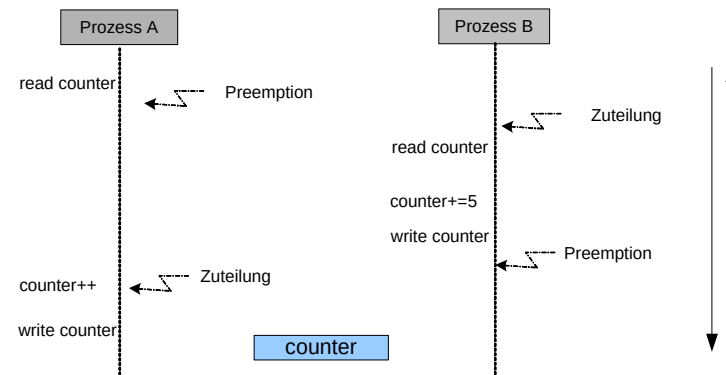 Prozess A
Prozess B
read counter
Preemption
Zuteilung
read counter
counter+=5
write counter
Preemption
Zuteilung
counter++
write counter
counter